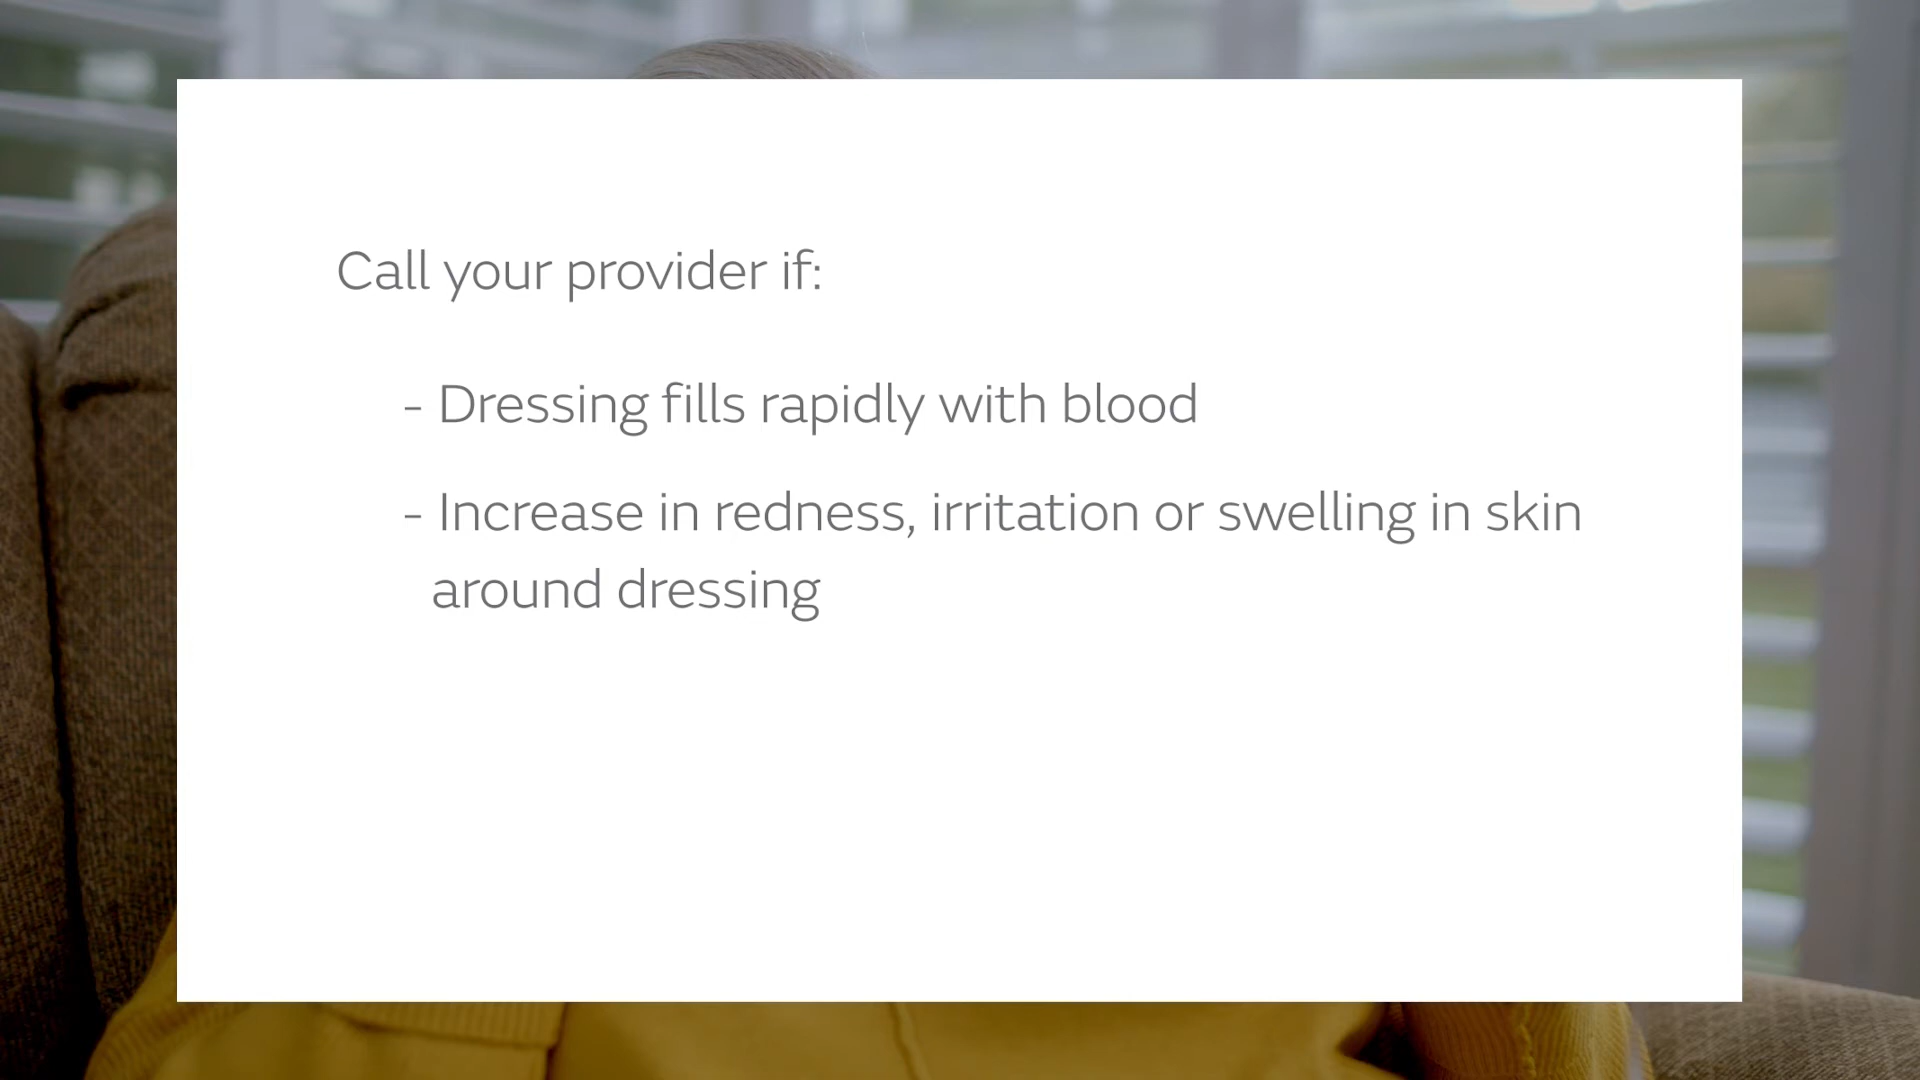 Call your provider if:
- Dressing fills rapidly with blood
- Increase in redness, irritation or swelling in skin
around dressing